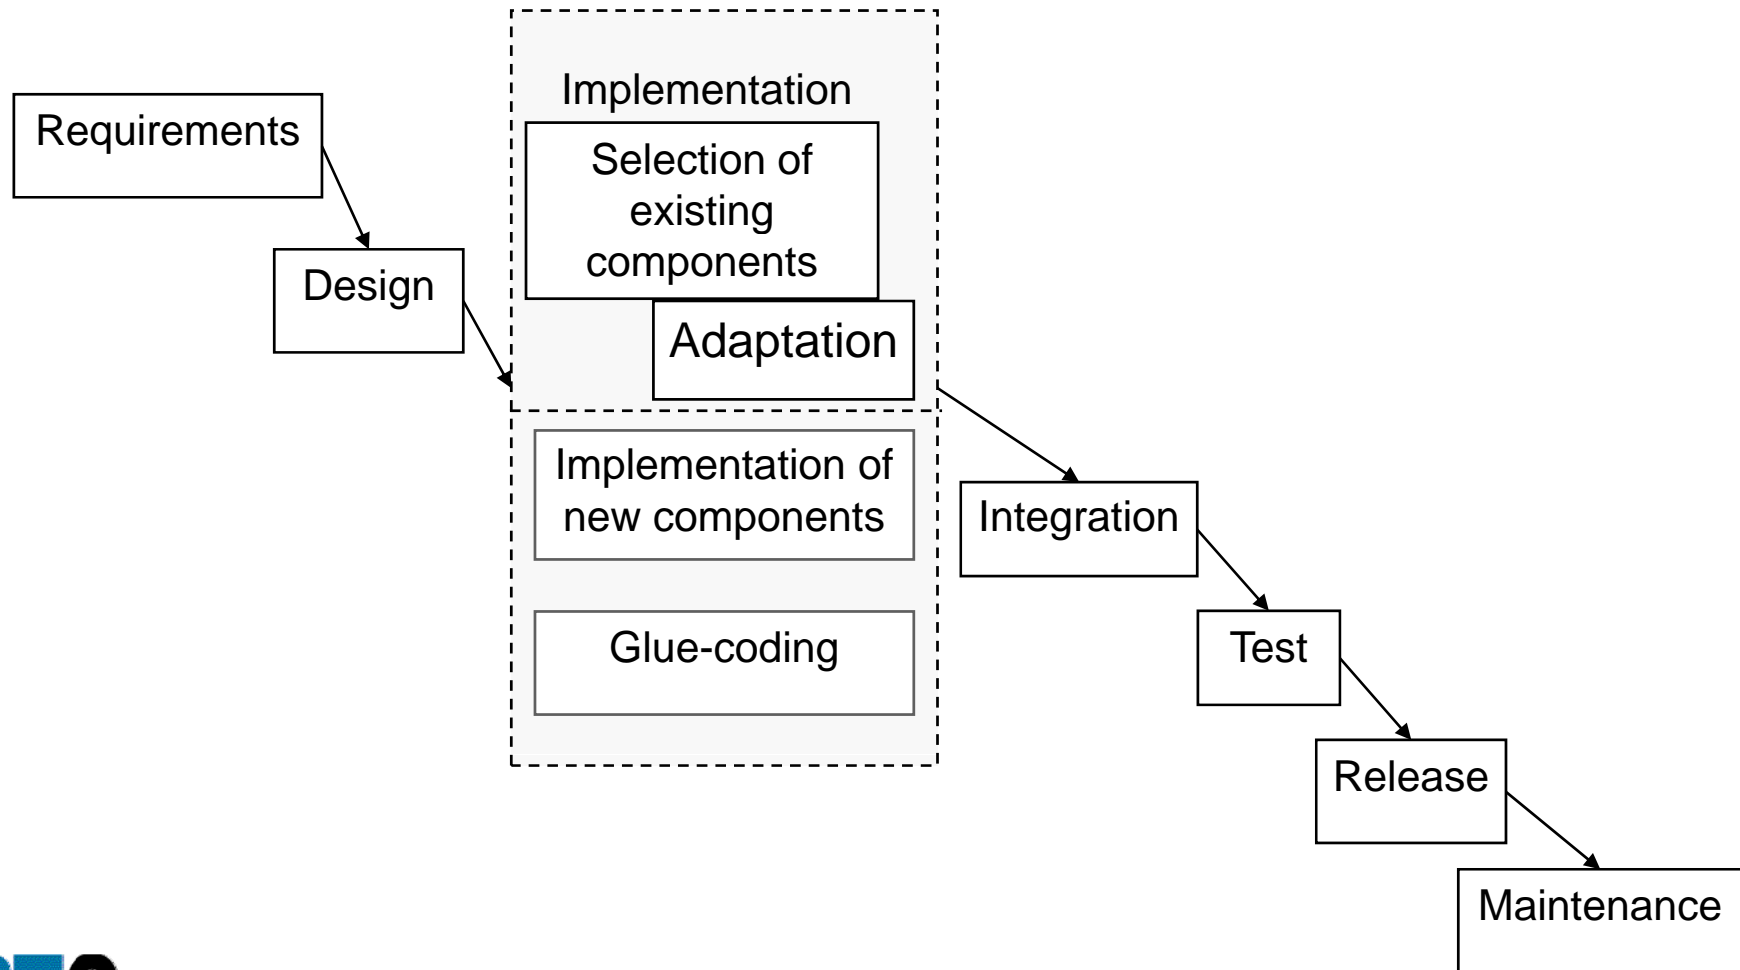 Implementation
Requirements
Selection of
existing
components
Design
Adaptation
Implementation of
new components
Integration
Glue-coding
Test
Release
Maintenance